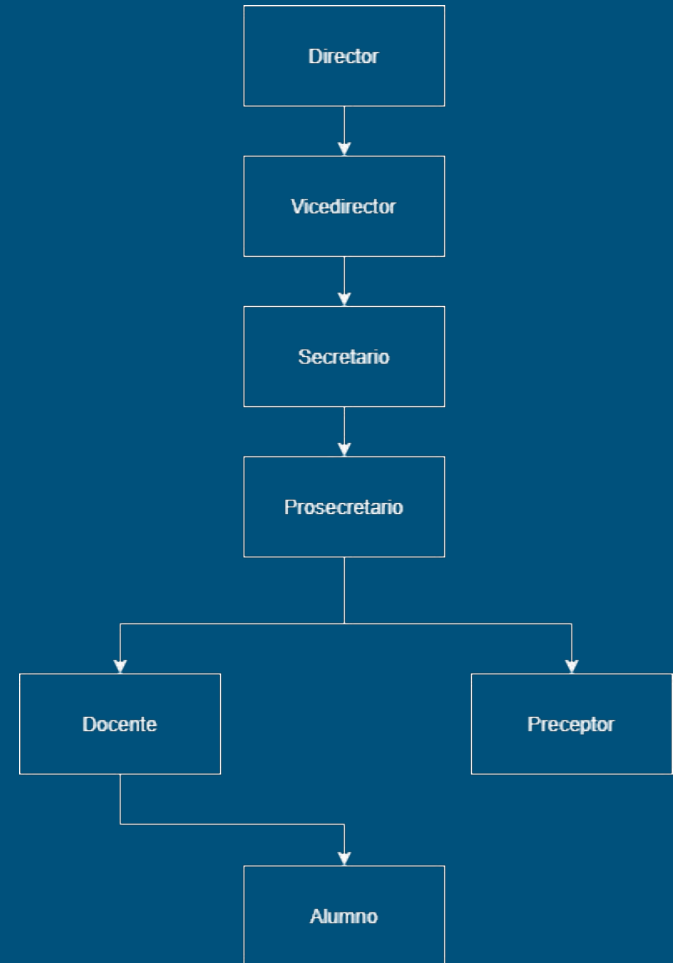 Director
Vicedirector
Secretario
Prosecretario
Docente
Preceptor
Alumno